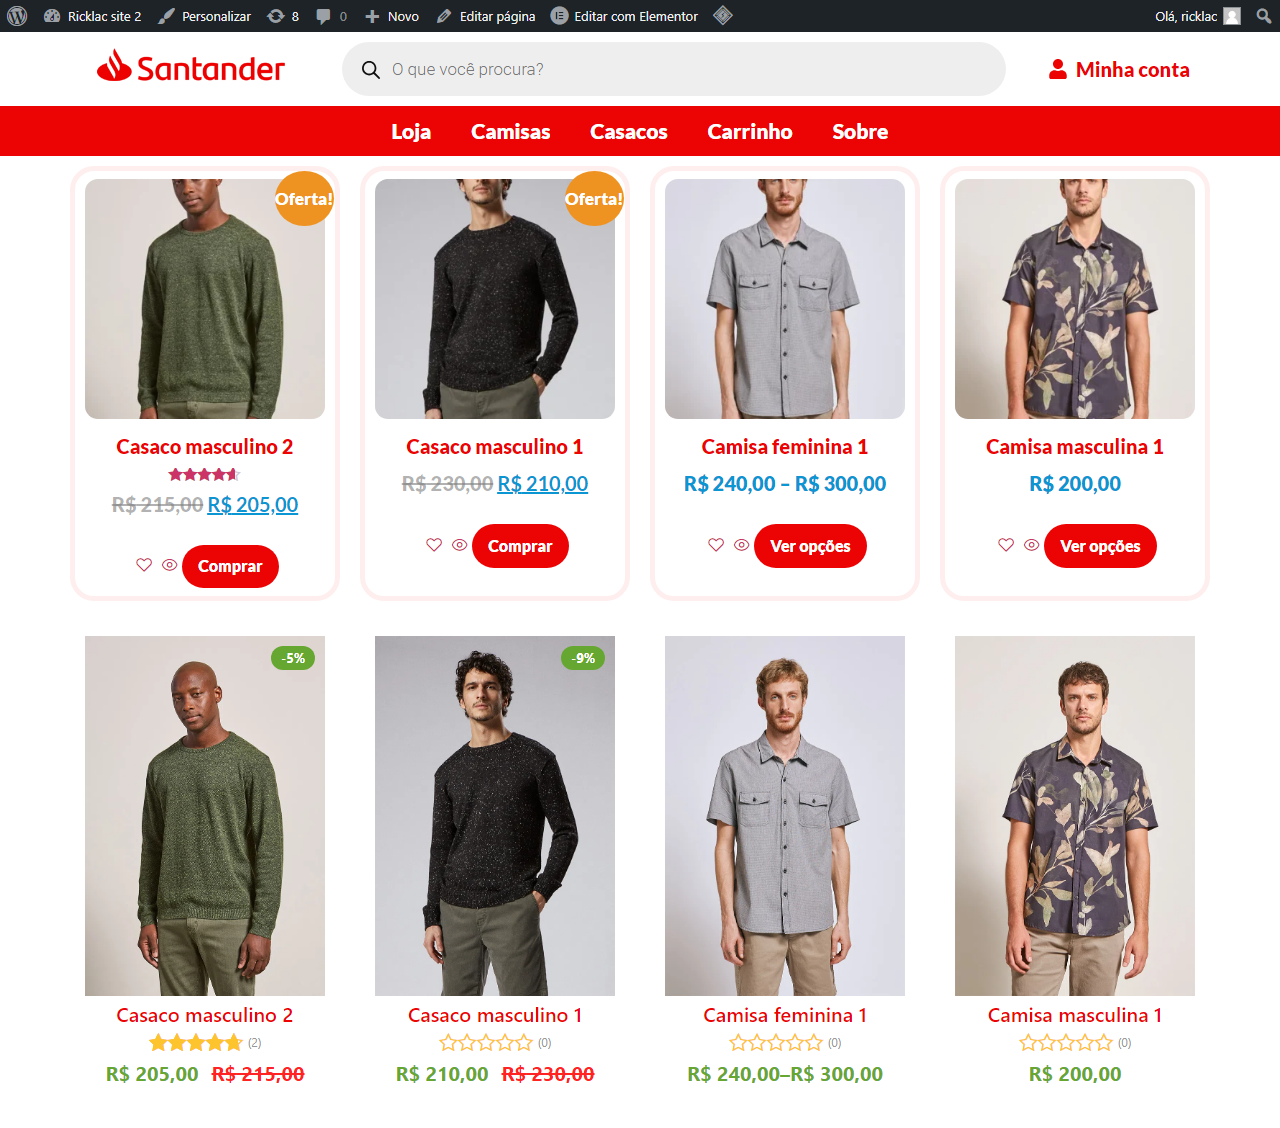 Ricklac site 2 Personalizar 8 0 Novo Editar página Editar com Elementor Olá, ricklac
Santander O que você procura? Minha conta
Loja Camisas Casacos Carrinho Sobre
Oferta! Oferta!
Casaco masculino 2 Casaco masculino 1 Camisa feminina 1 Camisa masculina 1
R$ 215,00 R$ 205,00 R$ 230,00 R$ 210,00 R$ 240,00 – R$ 300,00 R$ 200,00
Comprar Comprar Ver opções Ver opções
-5% -9%
Casaco masculino 2 Casaco masculino 1 Camisa feminina 1 Camisa masculina 1
(2) (0) (0) (0)
R$ 205,00 R$ 215,00 R$ 210,00 R$ 230,00 R$ 240,00–R$ 300,00 R$ 200,00